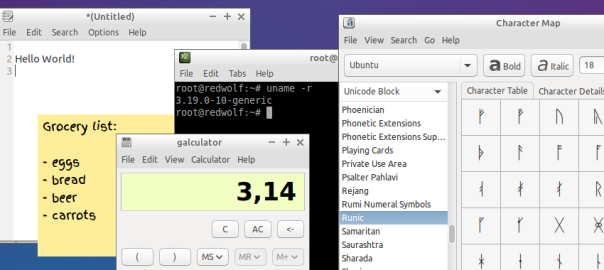 *(Untitled)
File Edit Search Options Help
1
2 Hello World!
3
Grocery list:
- eggs
- bread
- beer
- carrots
root@
File Edit View Search Terminal Help
root@redwolf:~# uname -r
3.19.0-10-generic
root@redwolf:~#
galculator
File Edit View Calculator Help
3,14
C AC <-
( ) MS MR M+
Character Map
File View Search Go Help
Ubuntu a Bold a Italic 18
Unicode Block
Phoenician
Phonetic Extensions
Phonetic Extensions Sup...
Playing Cards
Private Use Area
Psalter Pahlavi
Rejang
Rumi Numeral Symbols
Runic
Samaritan
Saurashtra
Sharada
Character Table Character Details
ᚠ ᚡ ᚢ ᚣ
ᚦ ᚨ ᚩ